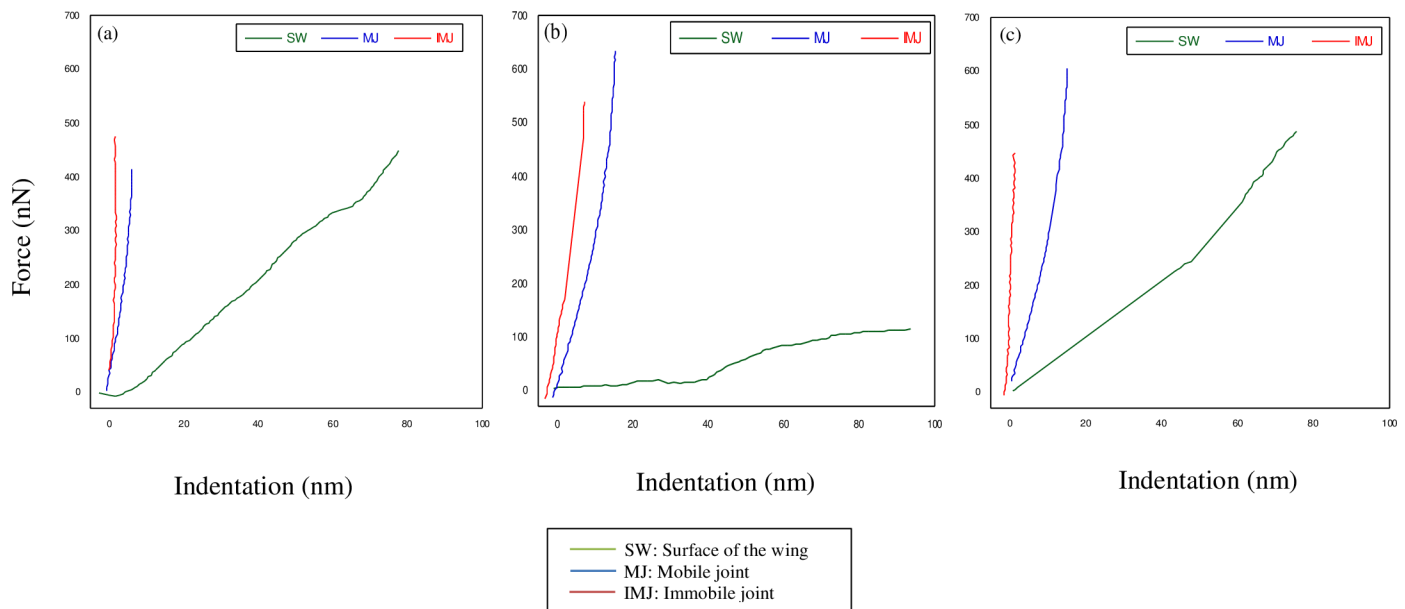 (a) SW MJ IMJ
700
600
500
400
300
200
100
0
0 20 40 60 80 100
Force (nN)
Indentation (nm)
(b) SW MJ IMJ
700
600
500
400
300
200
100
0
0 20 40 60 80 100
Indentation (nm)
(c) SW MJ IMJ
700
600
500
400
300
200
100
0
0 20 40 60 80 100
Indentation (nm)
SW: Surface of the wing
MJ: Mobile joint
IMJ: Immobile joint